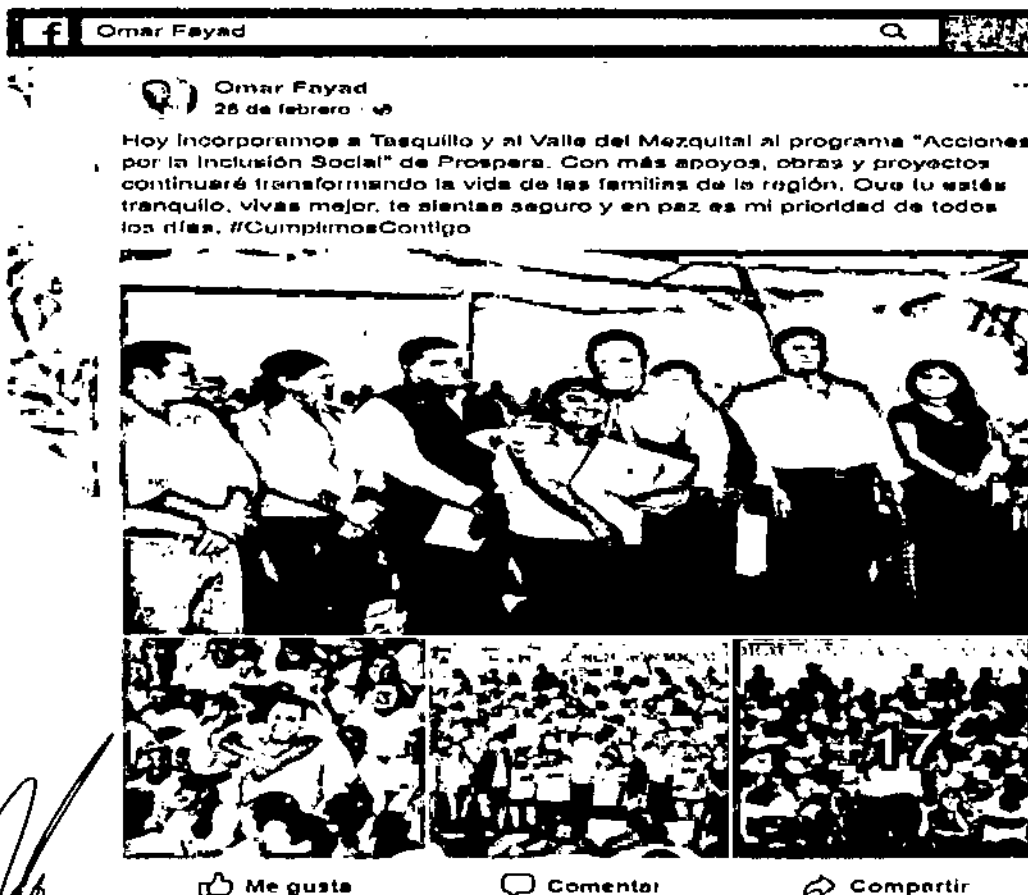 f Omar Fayad
Omar Fayad
28 de febrero
Hoy incorporamos a Tasquillo y al Valle del Mezquital al programa "Acciones
por la Inclusión Social" de Prospera. Con más apoyos, obras y proyectos
continuaré transformando la vida de las familias de la región. Que tu estés
tranquilo, vivas mejor, te sientas seguro y en paz es mi prioridad de todos
los días. #CumplimosContigo
+17
Me gusta
Comentar
Compartir